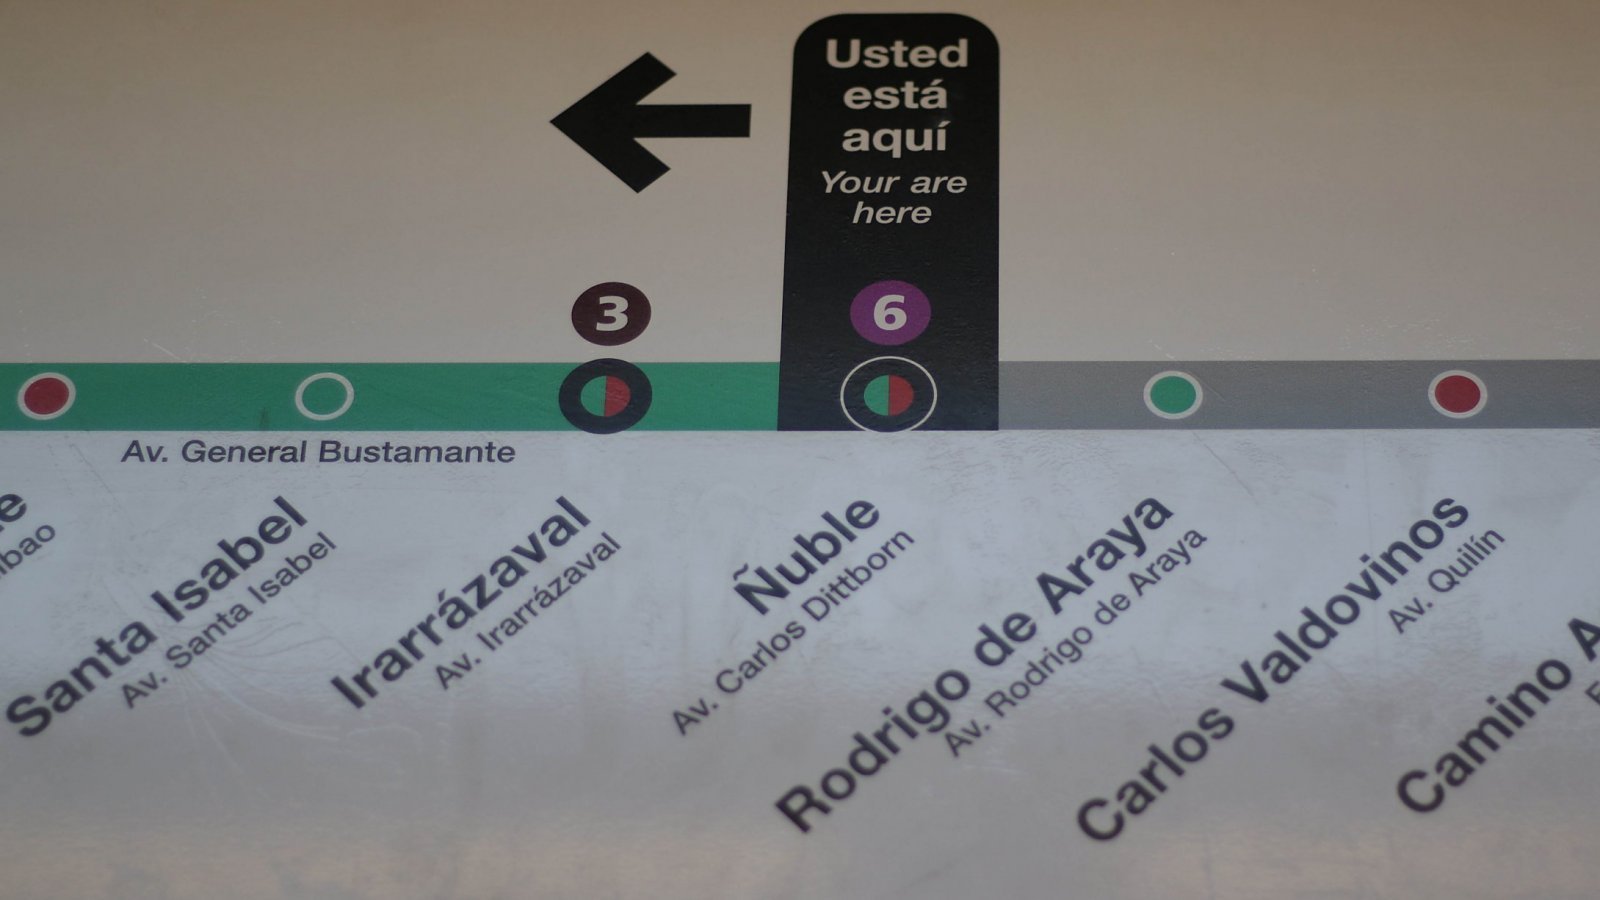 Usted
está
aquí
Your are
here
3
6
Av. General Bustamante
Santa Isabel
Av. Santa Isabel
Irarrázaval
Av. Irarrázaval
Ñuble
Av. Carlos Dittborn
Rodrigo de Araya
Av. Rodrigo de Araya
Carlos Valdovinos
Av. Quilín
Camino